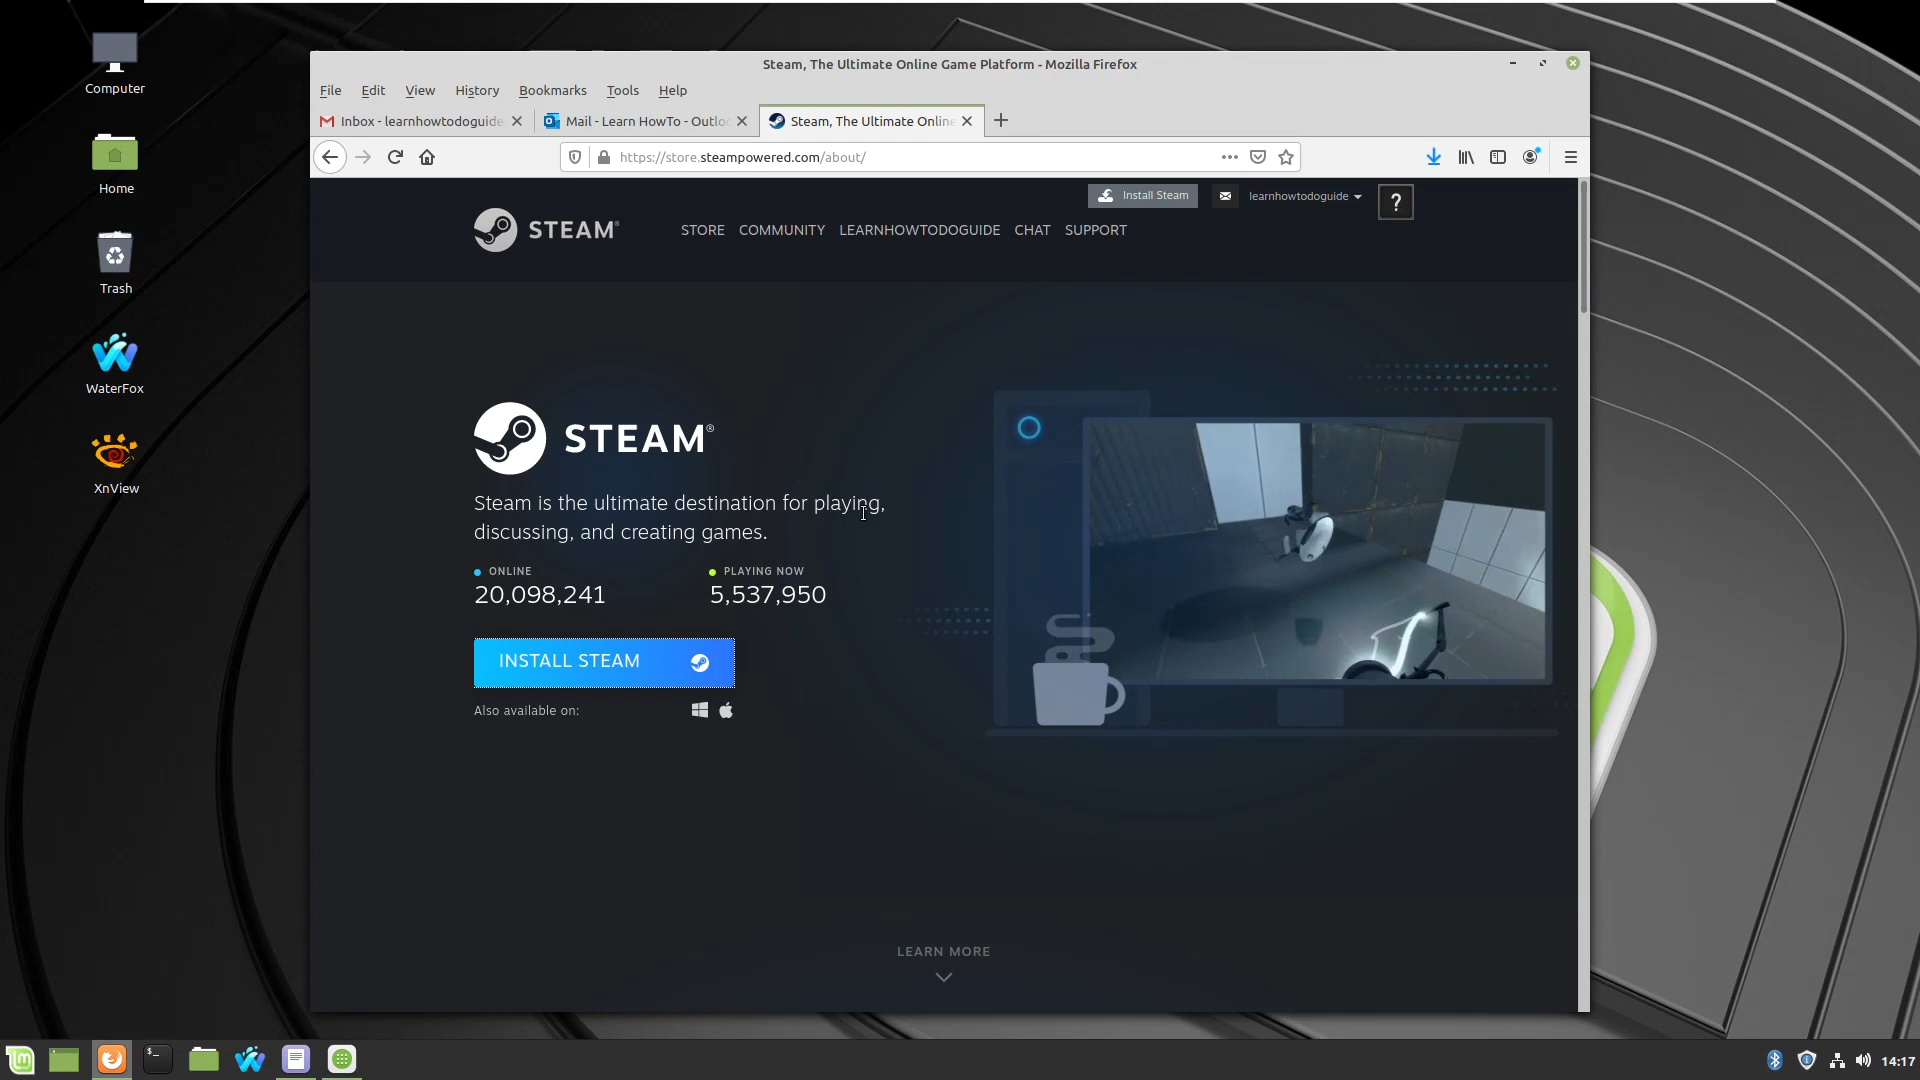 Computer
Home
Trash
WaterFox
XnView
Steam, The Ultimate Online Game Platform - Mozilla Firefox
File Edit View History Bookmarks Tools Help
Inbox - learnhowtodoguide
Mail - Learn HowTo - Outlo
Steam, The Ultimate Online
https://store.steampowered.com/about/
Install Steam
learnhowtodoguide
?
STEAM®
STORE COMMUNITY LEARNHOWTODOGUIDE CHAT SUPPORT
STEAM®
Steam is the ultimate destination for playing,
discussing, and creating games.
ONLINE
20,098,241
PLAYING NOW
5,537,950
INSTALL STEAM
Also available on:
LEARN MORE
14:17